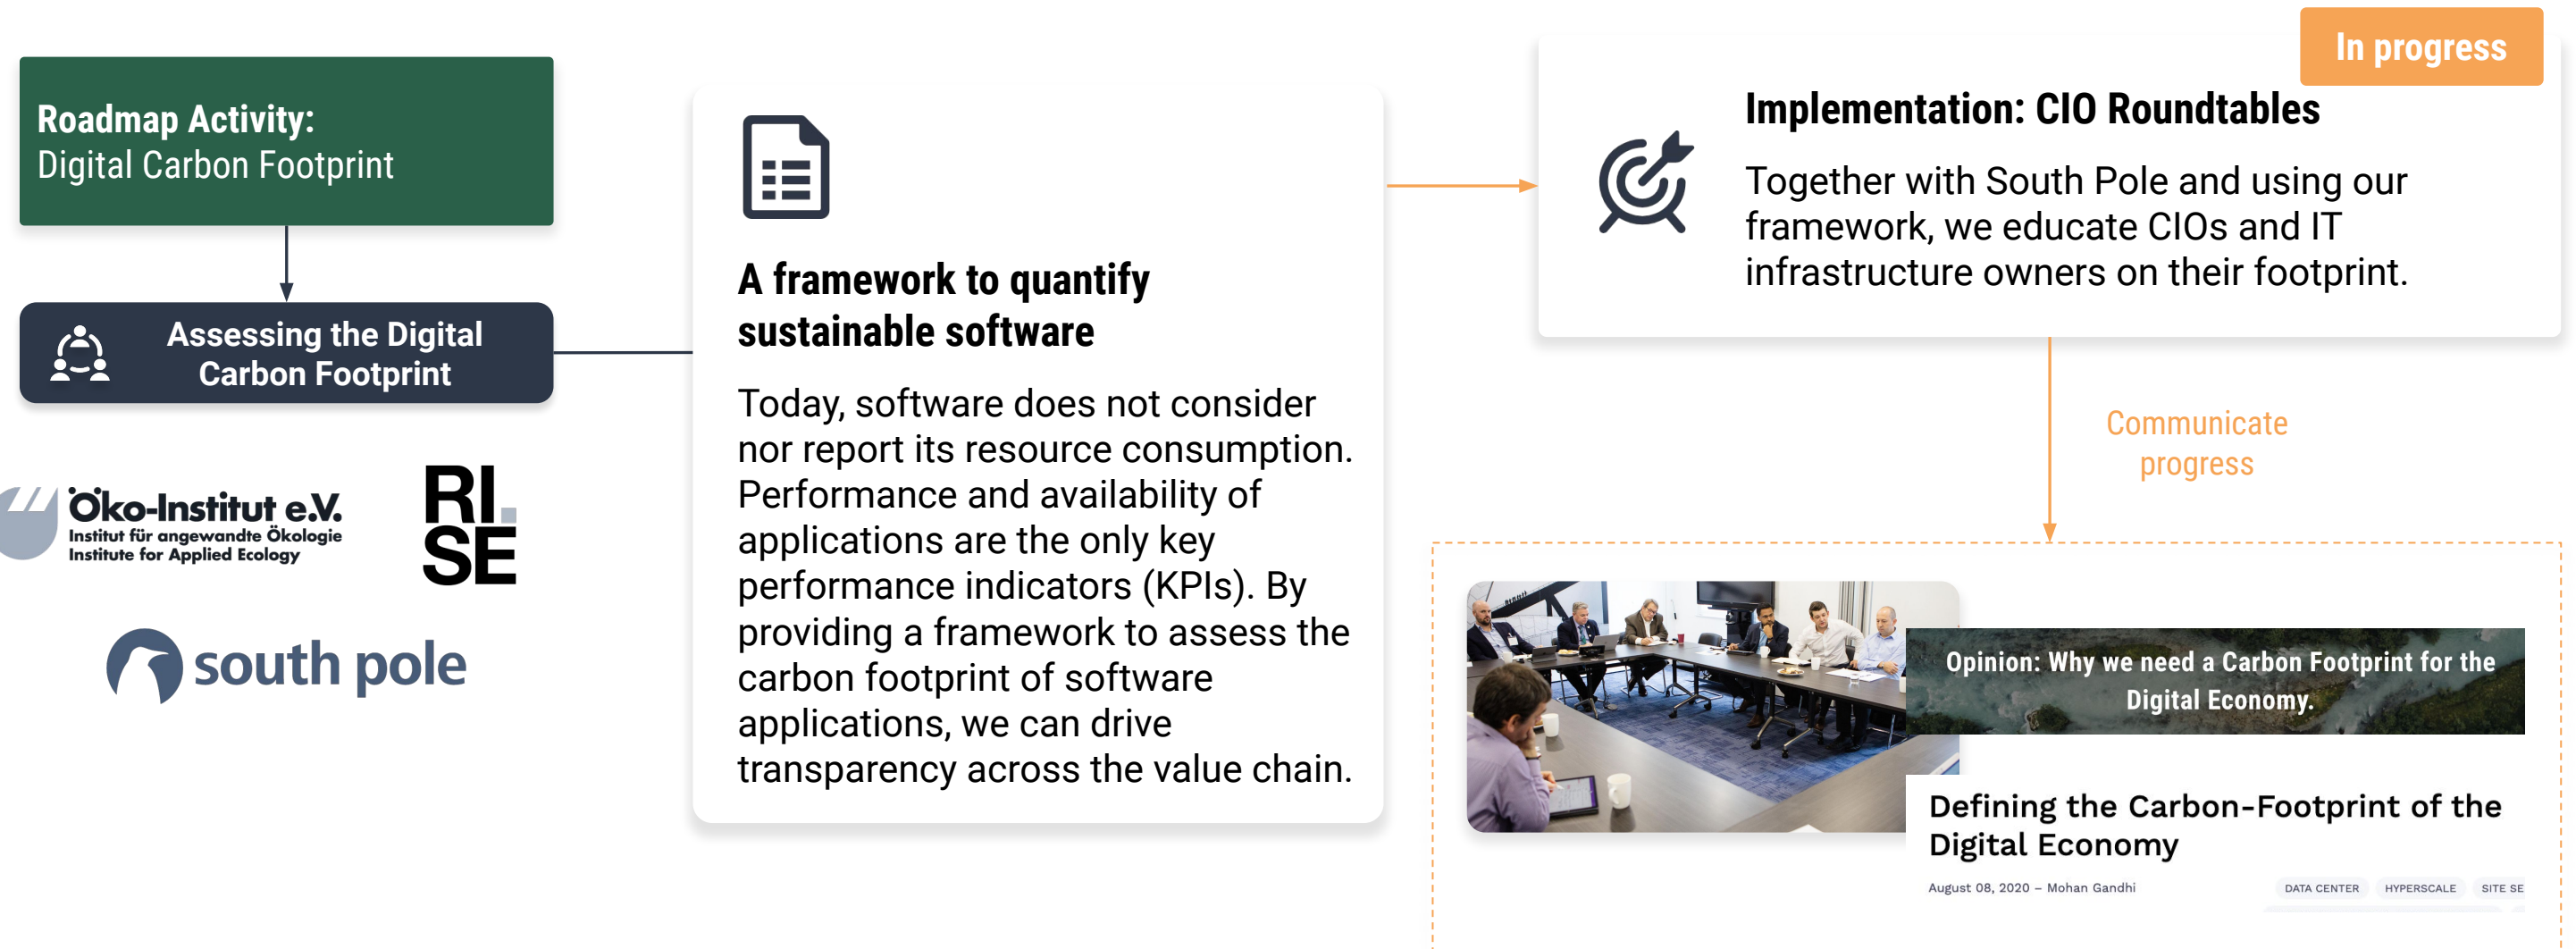 Roadmap Activity:
Digital Carbon Footprint
Assessing the Digital
Carbon Footprint
Öko-Institut e.V.
Institut für angewandte Ökologie
Institute for Applied Ecology
RI.
SE
south pole
A framework to quantify
sustainable software
Today, software does not consider
nor report its resource consumption.
Performance and availability of
applications are the only key
performance indicators (KPIs). By
providing a framework to assess the
carbon footprint of software
applications, we can drive
transparency across the value chain.
In progress
Implementation: CIO Roundtables
Together with South Pole and using our
framework, we educate CIOs and IT
infrastructure owners on their footprint.
Communicate
progress
Opinion: Why we need a Carbon Footprint for the
Digital Economy.
Defining the Carbon-Footprint of the
Digital Economy
August 08, 2020 – Mohan Gandhi
DATA CENTER HYPERSCALE SITE SE